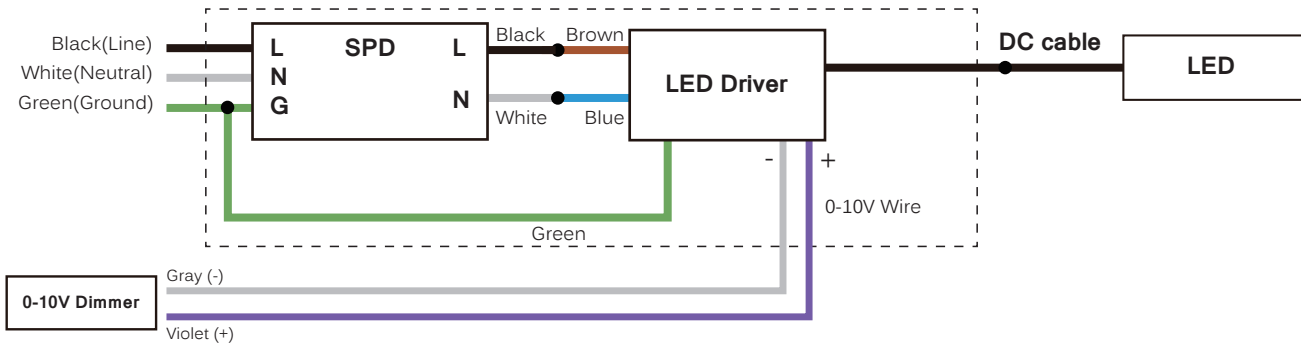 Black(Line)
White(Neutral)
Green(Ground)
L
N
G
SPD
L
N
Black
Brown
White
Blue
LED Driver
DC cable
LED
-
+
0-10V Wire
Green
0-10V Dimmer
Gray (-)
Violet (+)